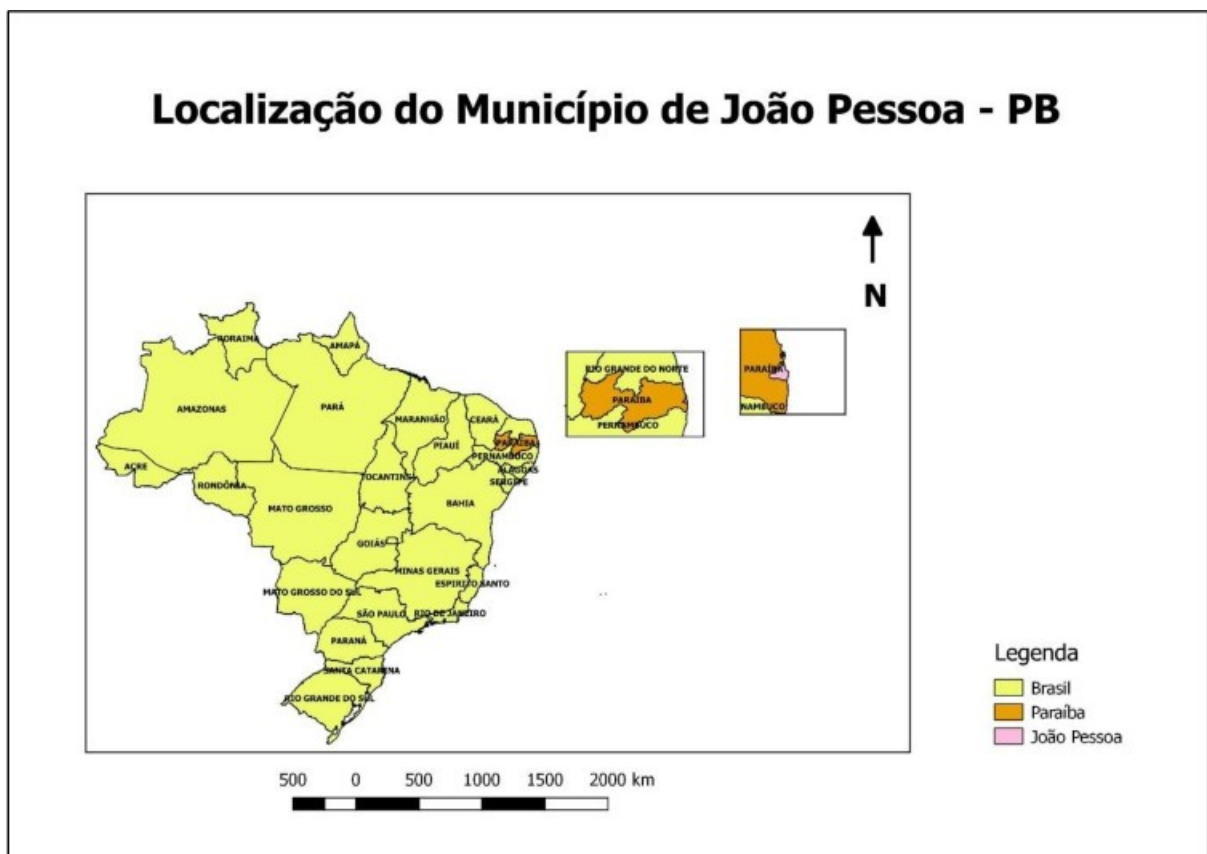 Localização do Município de João Pessoa - PB
N
RORAIMA
AMAPÁ
AMAZONAS
PARÁ
MARANHÃO
CEARÁ
PIAUÍ
PARAÍBA
PERNAMBUCO
ALAGOAS
SERGIPE
ACRE
RONDÔNIA
TOCANTINS
MATO GROSSO
BAHIA
GOIÁS
MINAS GERAIS
ESPIRITO SANTO
MATO GROSSO DO SUL
SÃO PAULO
RIO DE JANEIRO
PARANÁ
SANTA CATARINA
RIO GRANDE DO SUL
RIO GRANDE DO NORTE
PARAÍBA
PERNAMBUCO
PARAÍBA
NAMBUCO
Legenda
Brasil
Paraíba
João Pessoa
500 0 500 1000 1500 2000 km